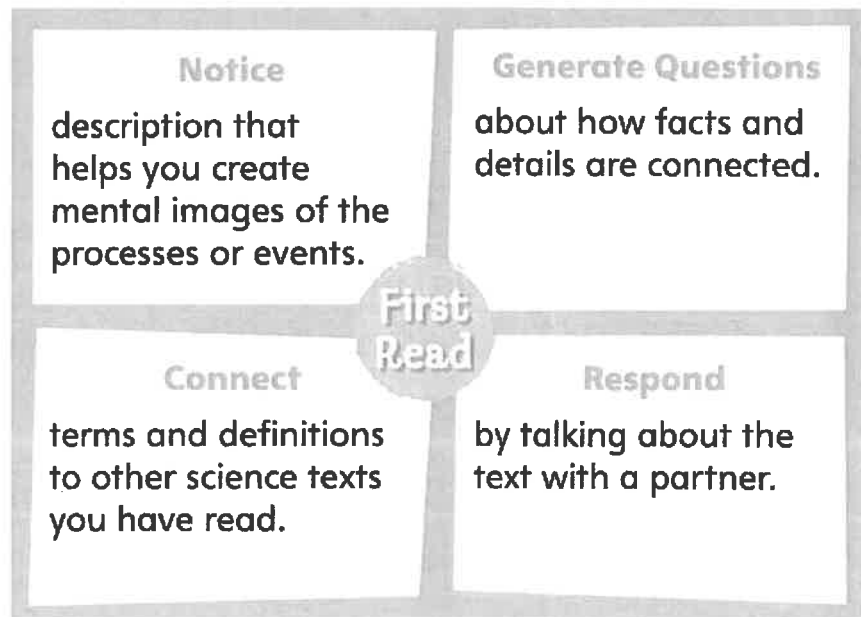 Notice
description that
helps you create
mental images of the
processes or events.
Generate Questions
about how facts and
details are connected.
First
Read
Connect
terms and definitions
to other science texts
you have read.
Respond
by talking about the
text with a partner.